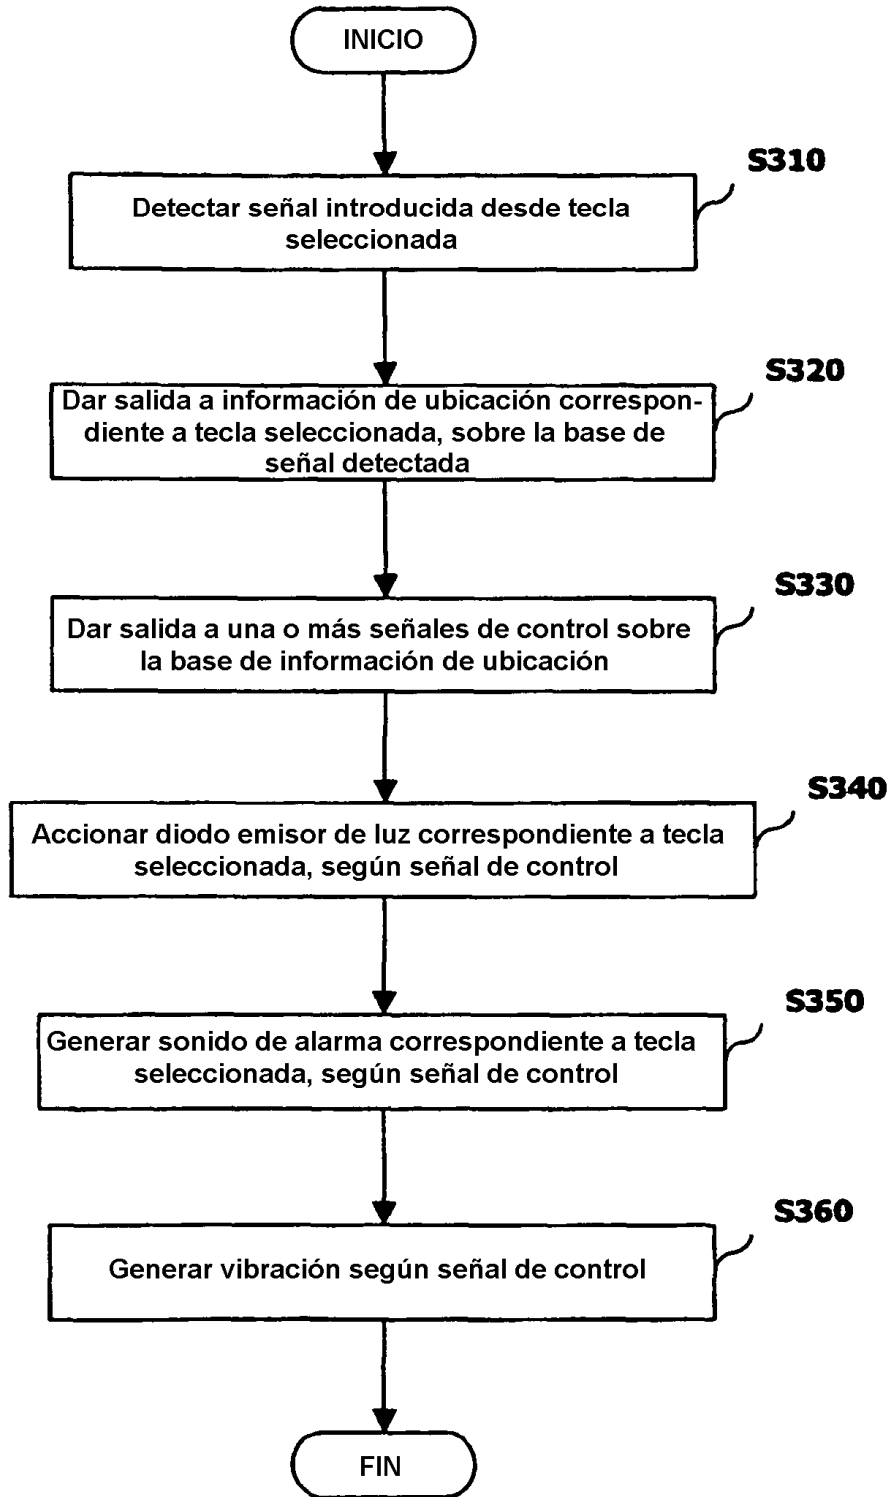 INICIO
S310
Detectar señal introducida desde tecla
seleccionada
S320
Dar salida a información de ubicación correspon-
diente a tecla seleccionada, sobre la base de
señal detectada
S330
Dar salida a una o más señales de control sobre
la base de información de ubicación
S340
Accionar diodo emisor de luz correspondiente a tecla
seleccionada, según señal de control
S350
Generar sonido de alarma correspondiente a tecla
seleccionada, según señal de control
S360
Generar vibración según señal de control
FIN